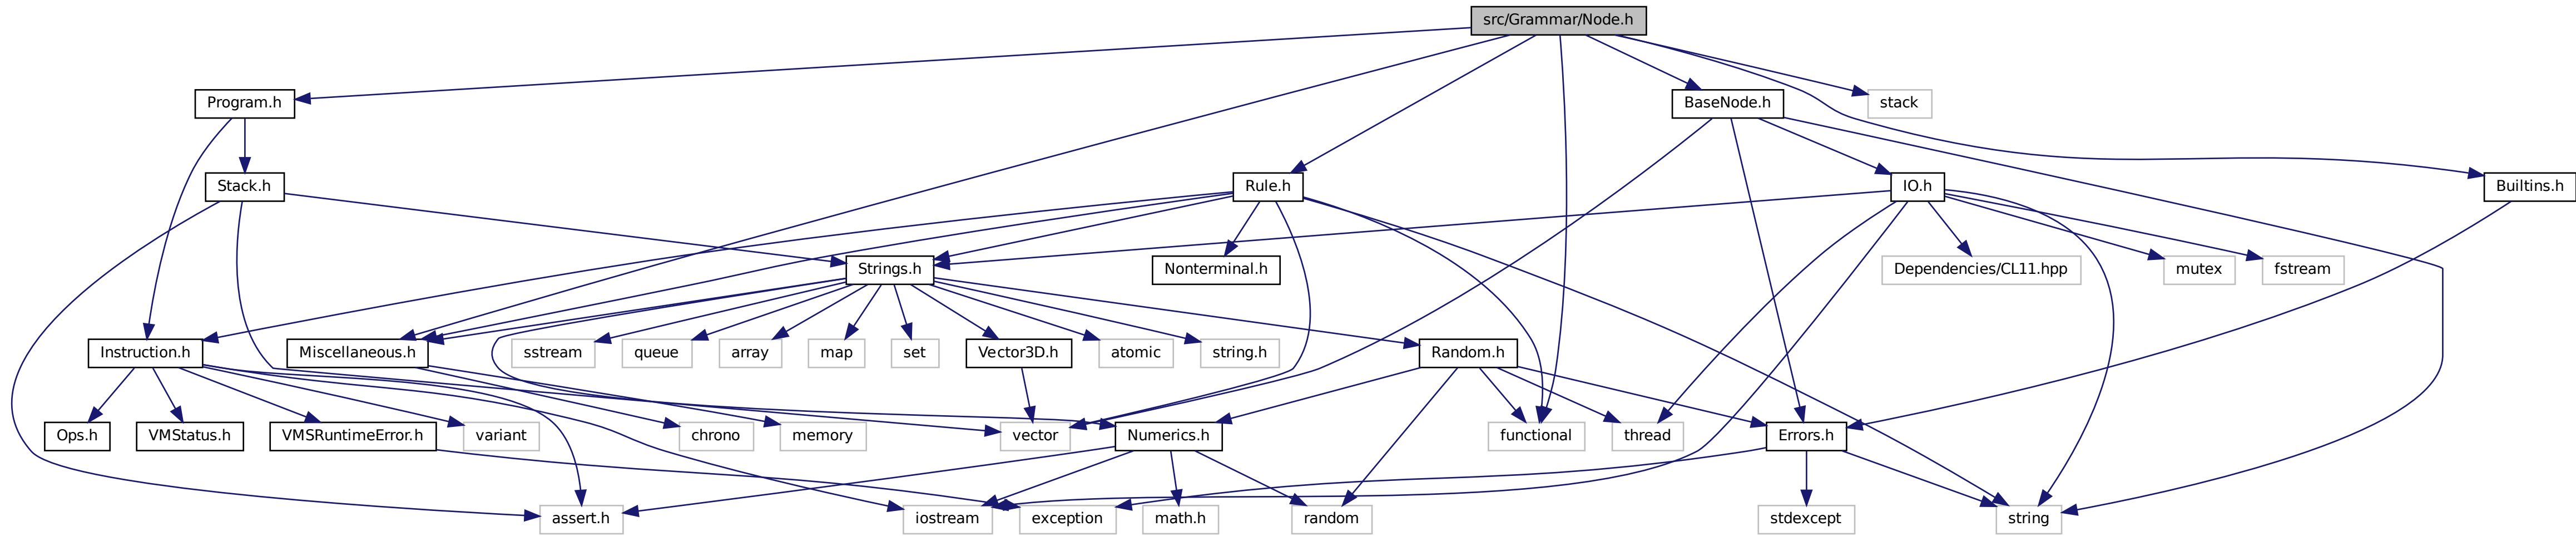 src/Grammar/Node.h
Program.h
BaseNode.h
stack
Stack.h
Rule.h
IO.h
Builtins.h
Strings.h
Nonterminal.h
Dependencies/CL11.hpp
mutex
fstream
Instruction.h
Miscellaneous.h
sstream
queue
array
map
set
Vector3D.h
atomic
string.h
Random.h
Ops.h
VMStatus.h
VMSRuntimeError.h
variant
chrono
memory
vector
Numerics.h
functional
thread
Errors.h
assert.h
iostream
exception
math.h
random
stdexcept
string